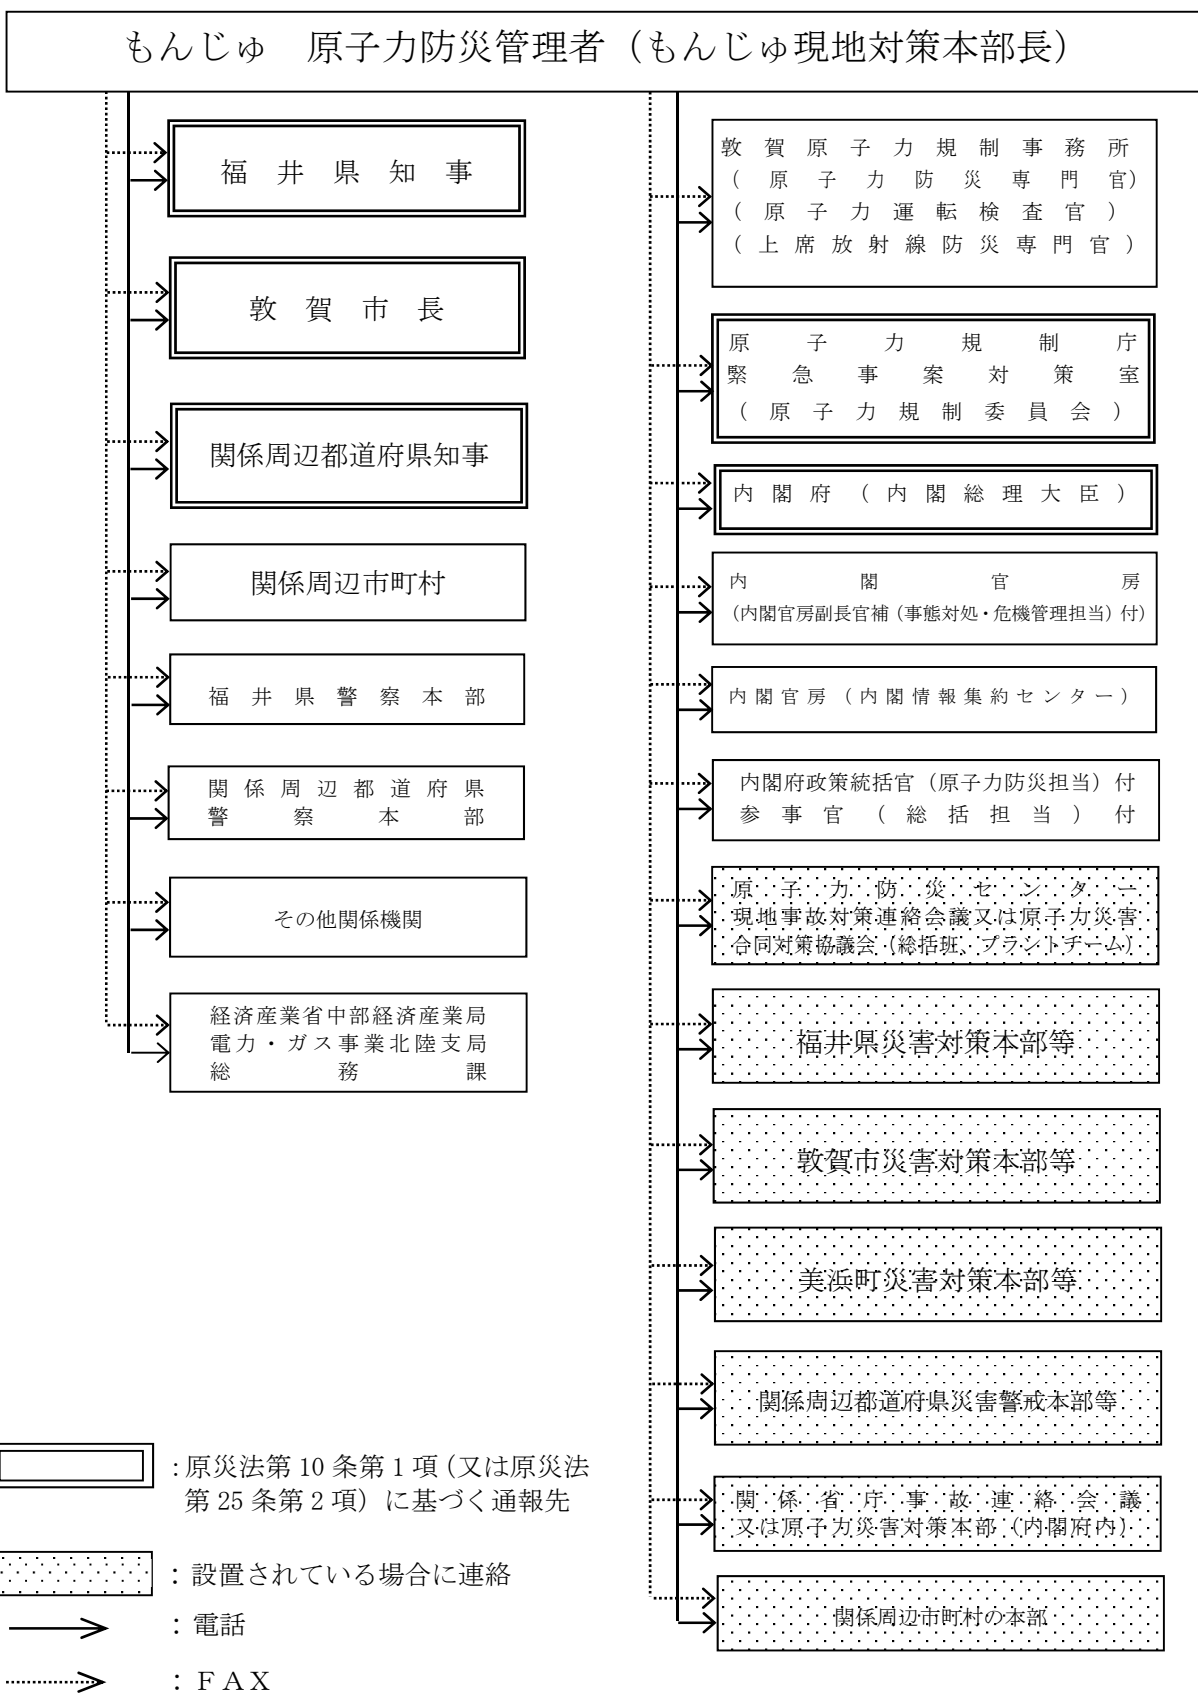 もんじゅ　原子力防災管理者（もんじゅ現地対策本部長）
福井県知事
敦賀市長
関係周辺都道府県知事
関係周辺市町村
福井県警察本部
関係周辺都道府県
警察本部
その他関係機関
経済産業省中部経済産業局
電力・ガス事業北陸支局
総務課
敦賀原子力規制事務所
（原子力防災専門官）
（原子力運転検査官）
（上席放射線防災専門官）
原子力規制庁
緊急事案対策室
（原子力規制委員会）
内閣府（内閣総理大臣）
内閣官房
（内閣官房副長官補（事態対処・危機管理担当）付）
内閣官房（内閣情報集約センター）
内閣府政策統括官（原子力防災担当）付
参事官（総括担当）付
原子力防災センター
現地事故対策連絡会議又は原子力災害
合同対策協議会（総括班、プラントチーム）
福井県災害対策本部等
敦賀市災害対策本部等
美浜町災害対策本部等
関係周辺都道府県災害警戒本部等
関係省庁事故連絡会議
又は原子力災害対策本部（内閣府内）
関係周辺市町村の本部
：原災法第10条第1項（又は原災法
第25条第2項）に基づく通報先
：設置されている場合に連絡
：電話
：ＦＡＸ